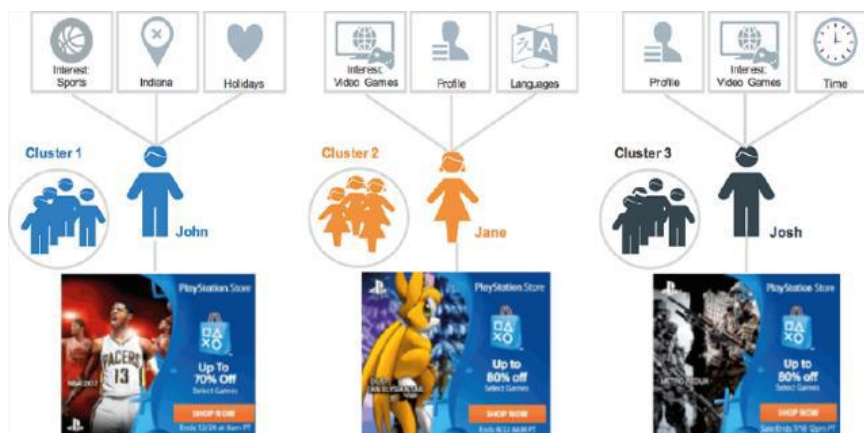 Interest:
Sports
Indiana
Holidays
Interest:
Video Games
Profile
Languages
Profile
Interest:
Video Games
Time
Cluster 1
John
Cluster 2
Jane
Cluster 3
Josh
PlayStation Store
PACERS
13
Up To
70% Off
Select Games
SHOP NOW
PlayStation Store
Up to
80% off
Select Games
SHOP NOW
PlayStation Store
Up to
80% off
Select Games
SHOP NOW